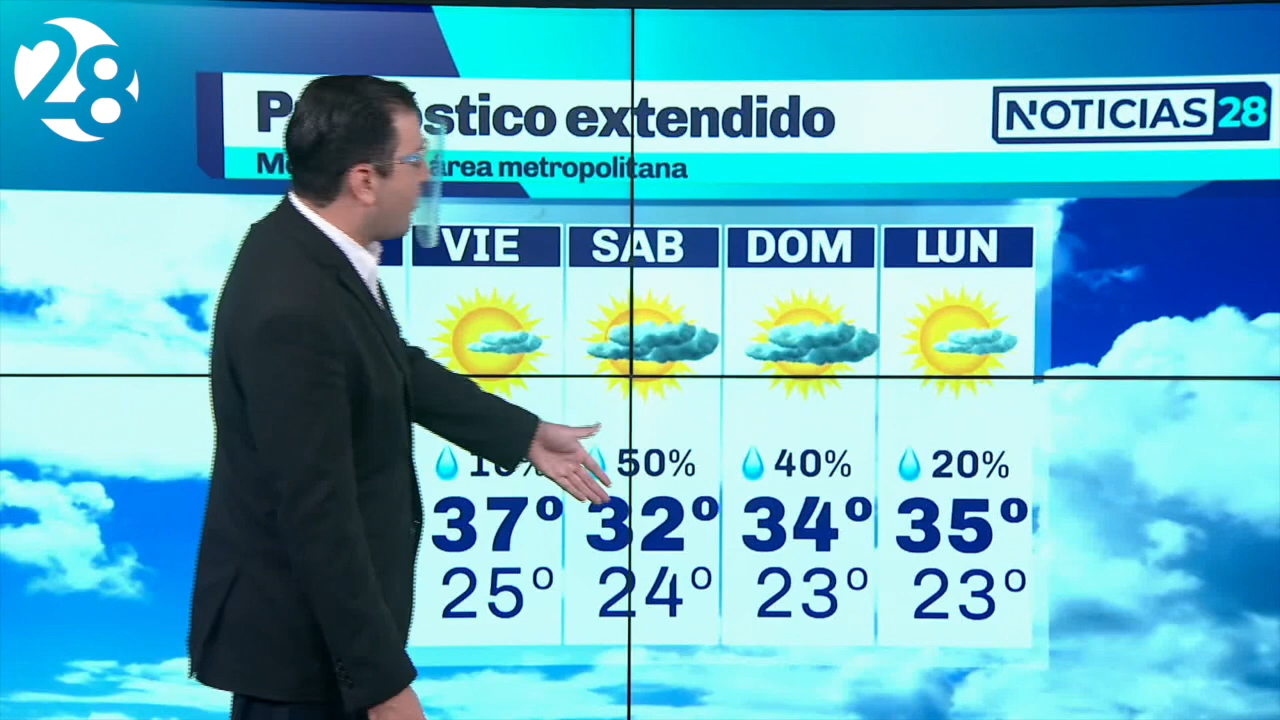 28
extendido
NOTICIAS28
área metropolitana
VIE SAB DOM LUN
10% 50% 40% 20%
37° 32° 34° 35°
25° 24° 23° 23°